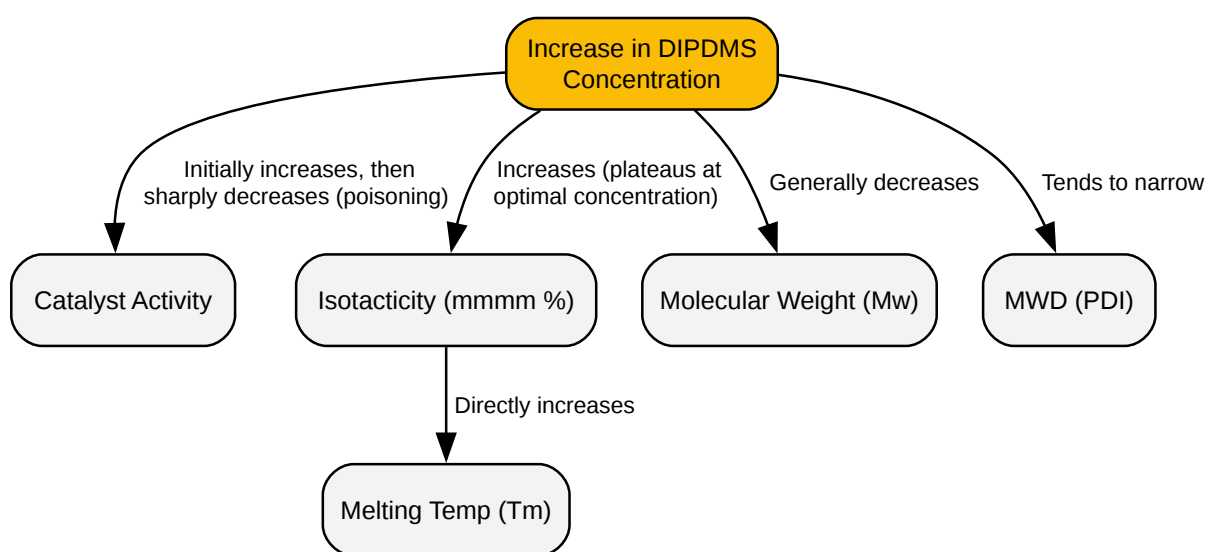 Increase in DIPDMS
Concentration
Initially increases, then
sharply decreases (poisoning)
Increases (plateaus at
optimal concentration)
Generally decreases
Tends to narrow
Catalyst Activity
Isotacticity (mmmm %)
Molecular Weight (Mw)
MWD (PDI)
Directly increases
Melting Temp (Tm)